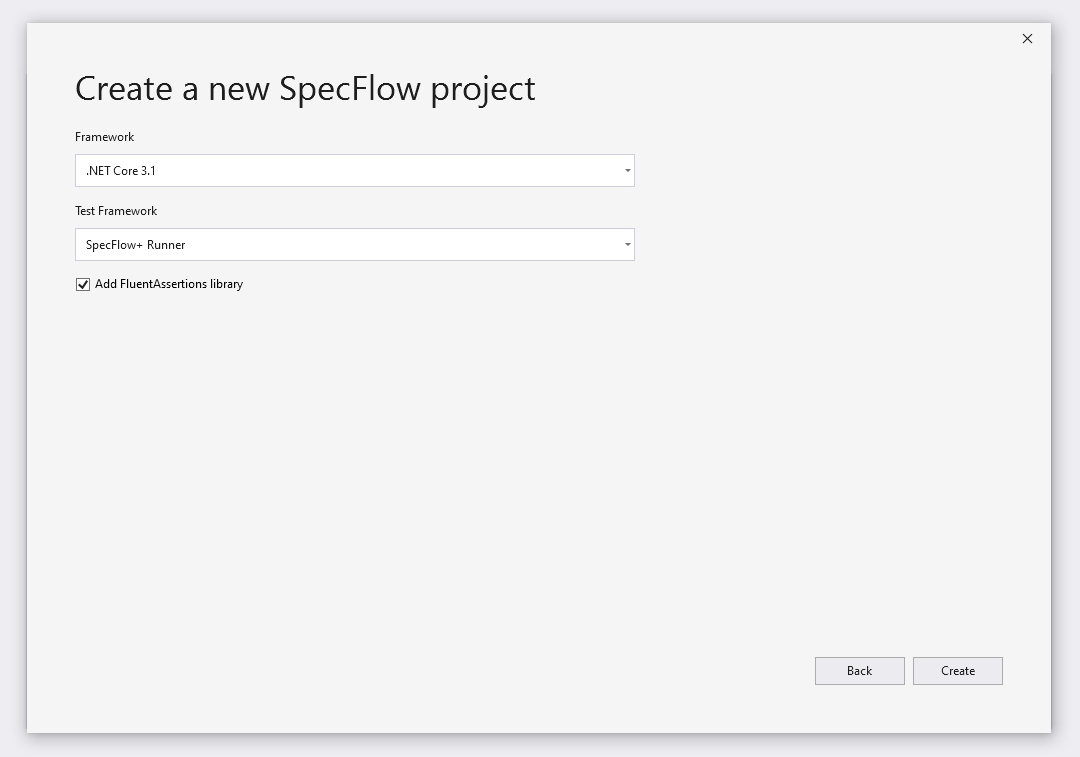 Create a new SpecFlow project
Framework
.NET Core 3.1
Test Framework
SpecFlow+ Runner
Add FluentAssertions library
Back
Create